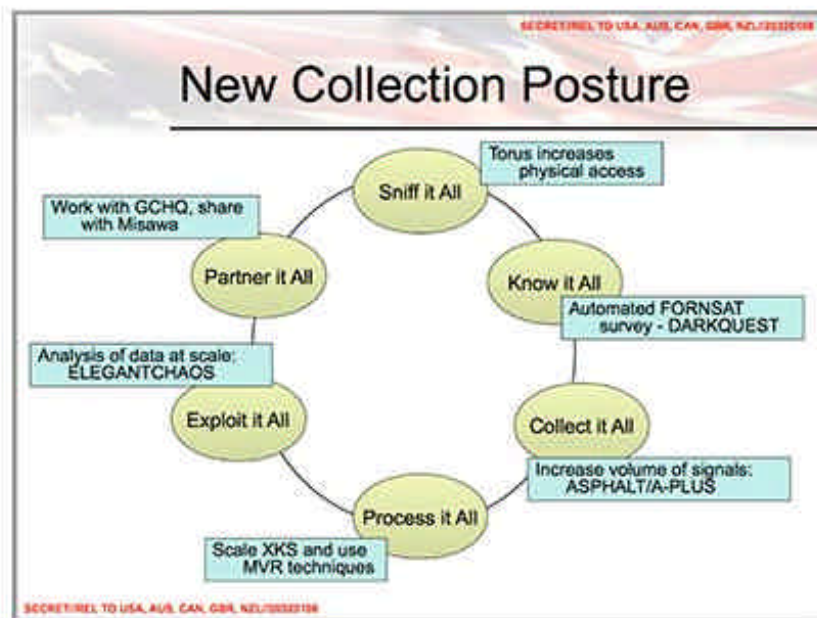 SECRET//REL TO USA, AUS, CAN, GBR, NZL//20320108
New Collection Posture
Sniff it All
Torus increases
physical access
Know it All
Automated FORNSAT
survey - DARKQUEST
Collect it All
Increase volume of signals:
ASPHALT/A-PLUS
Process it All
Scale XKS and use
MVR techniques
Exploit it All
Analysis of data at scale:
ELEGANTCHAOS
Partner it All
Work with GCHQ, share
with Misawa
SECRET//REL TO USA, AUS, CAN, GBR, NZL//20320108